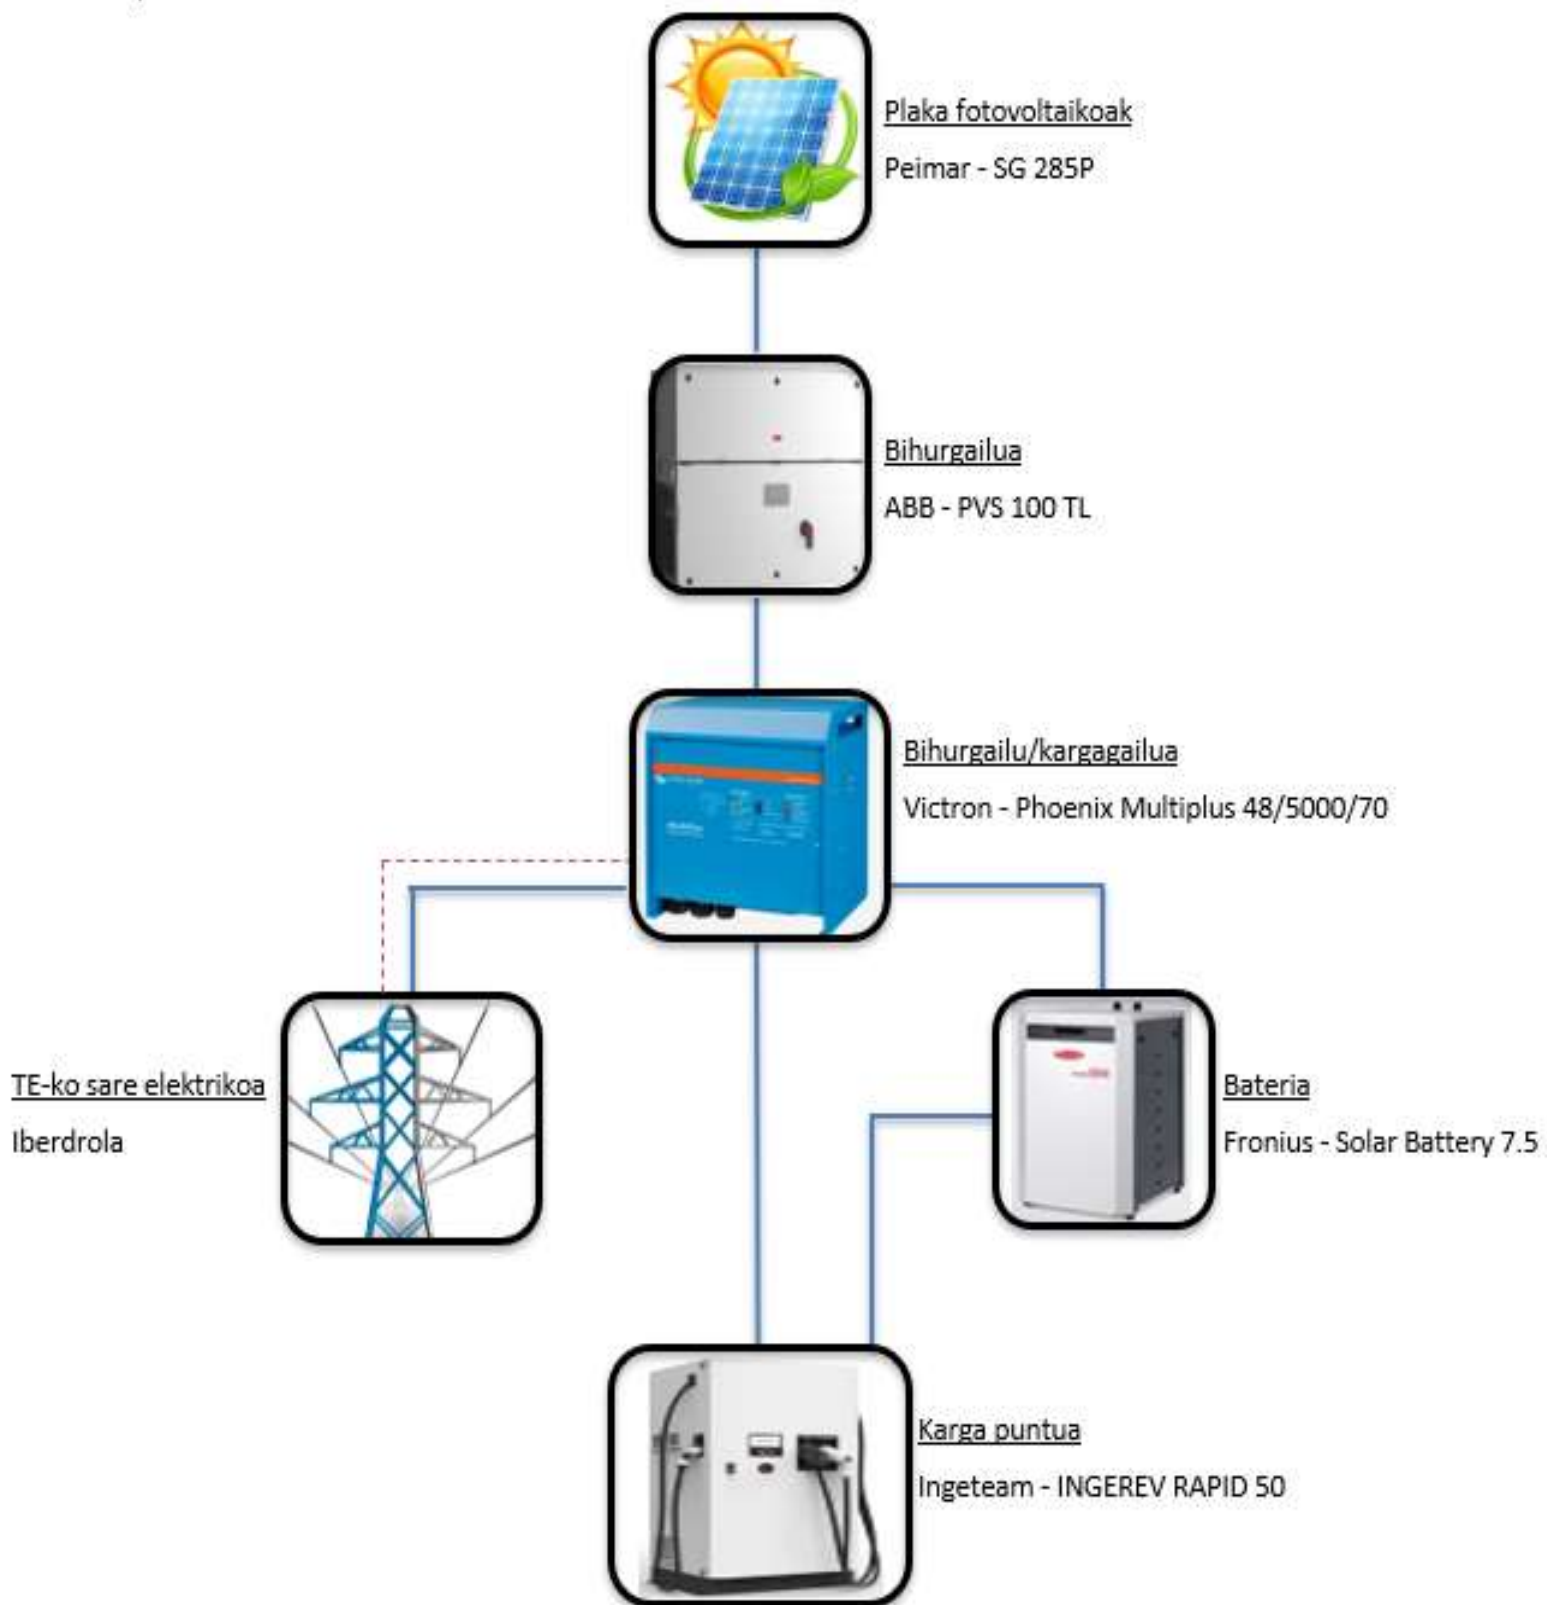 Plaka fotovoltaikoak
Peimar - SG 285P
Bihurgailua
ABB - PVS 100 TL
Bihurgailu/kargagailua
Victron - Phoenix Multiplus 48/5000/70
TE-ko sare elektrikoa
Iberdrola
Bateria
Fronius - Solar Battery 7.5
Karga puntua
Ingeteam - INGEREV RAPID 50